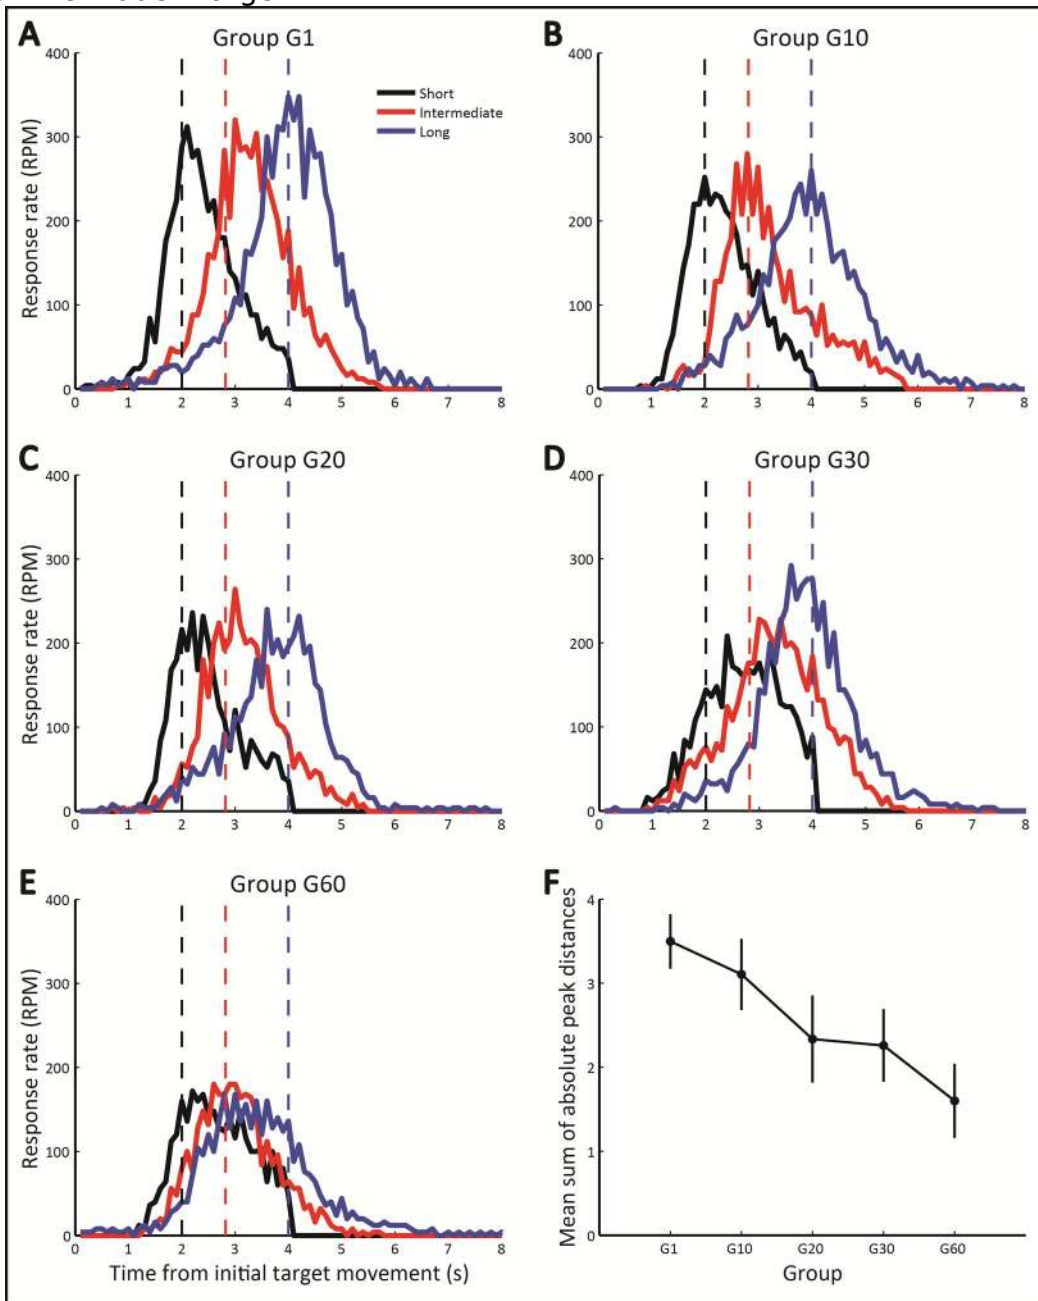 A
Group G1
400
300
200
100
0
Response rate (RPM)
Short
Intermediate
Long
0 1 2 3 4 5 6 7 8
B
Group G10
400
300
200
100
0
0 1 2 3 4 5 6 7 8
C
Group G20
400
300
200
100
0
Response rate (RPM)
0 1 2 3 4 5 6 7 8
D
Group G30
400
300
200
100
0
0 1 2 3 4 5 6 7 8
E
Group G60
400
300
200
100
0
Response rate (RPM)
0 1 2 3 4 5 6 7 8
Time from initial target movement (s)
F
Mean sum of absolute peak distances
4
3
2
1
0
G1 G10 G20 G30 G60
Group